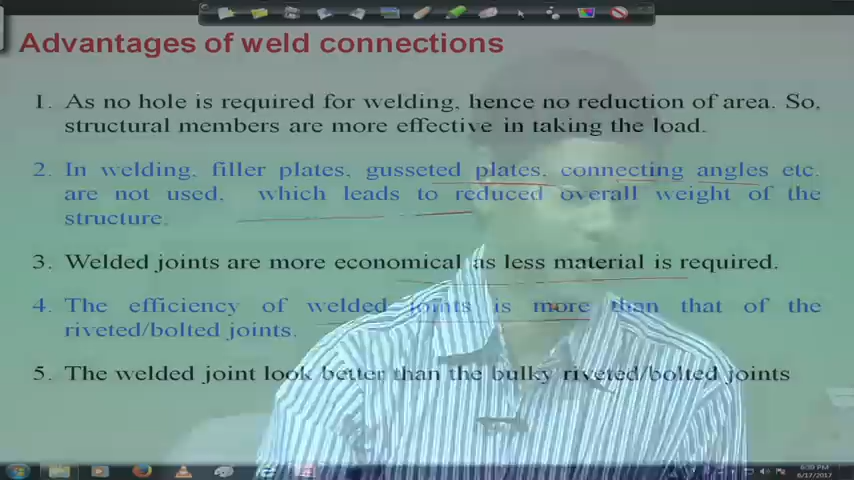 Advantages of weld connections
1. As no hole is required for welding, hence no reduction of area. So,
structural members are more effective in taking the load.
2. In welding, filler plates, gusseted plates, connecting angles etc.
are not used, which leads to reduced overall weight of the
structure.
3. Welded joints are more economical as less material is required.
4. The efficiency of welded joints is more than that of the
riveted/bolted joints.
5. The welded joint look better than the bulky riveted/bolted joints
6/17/2017